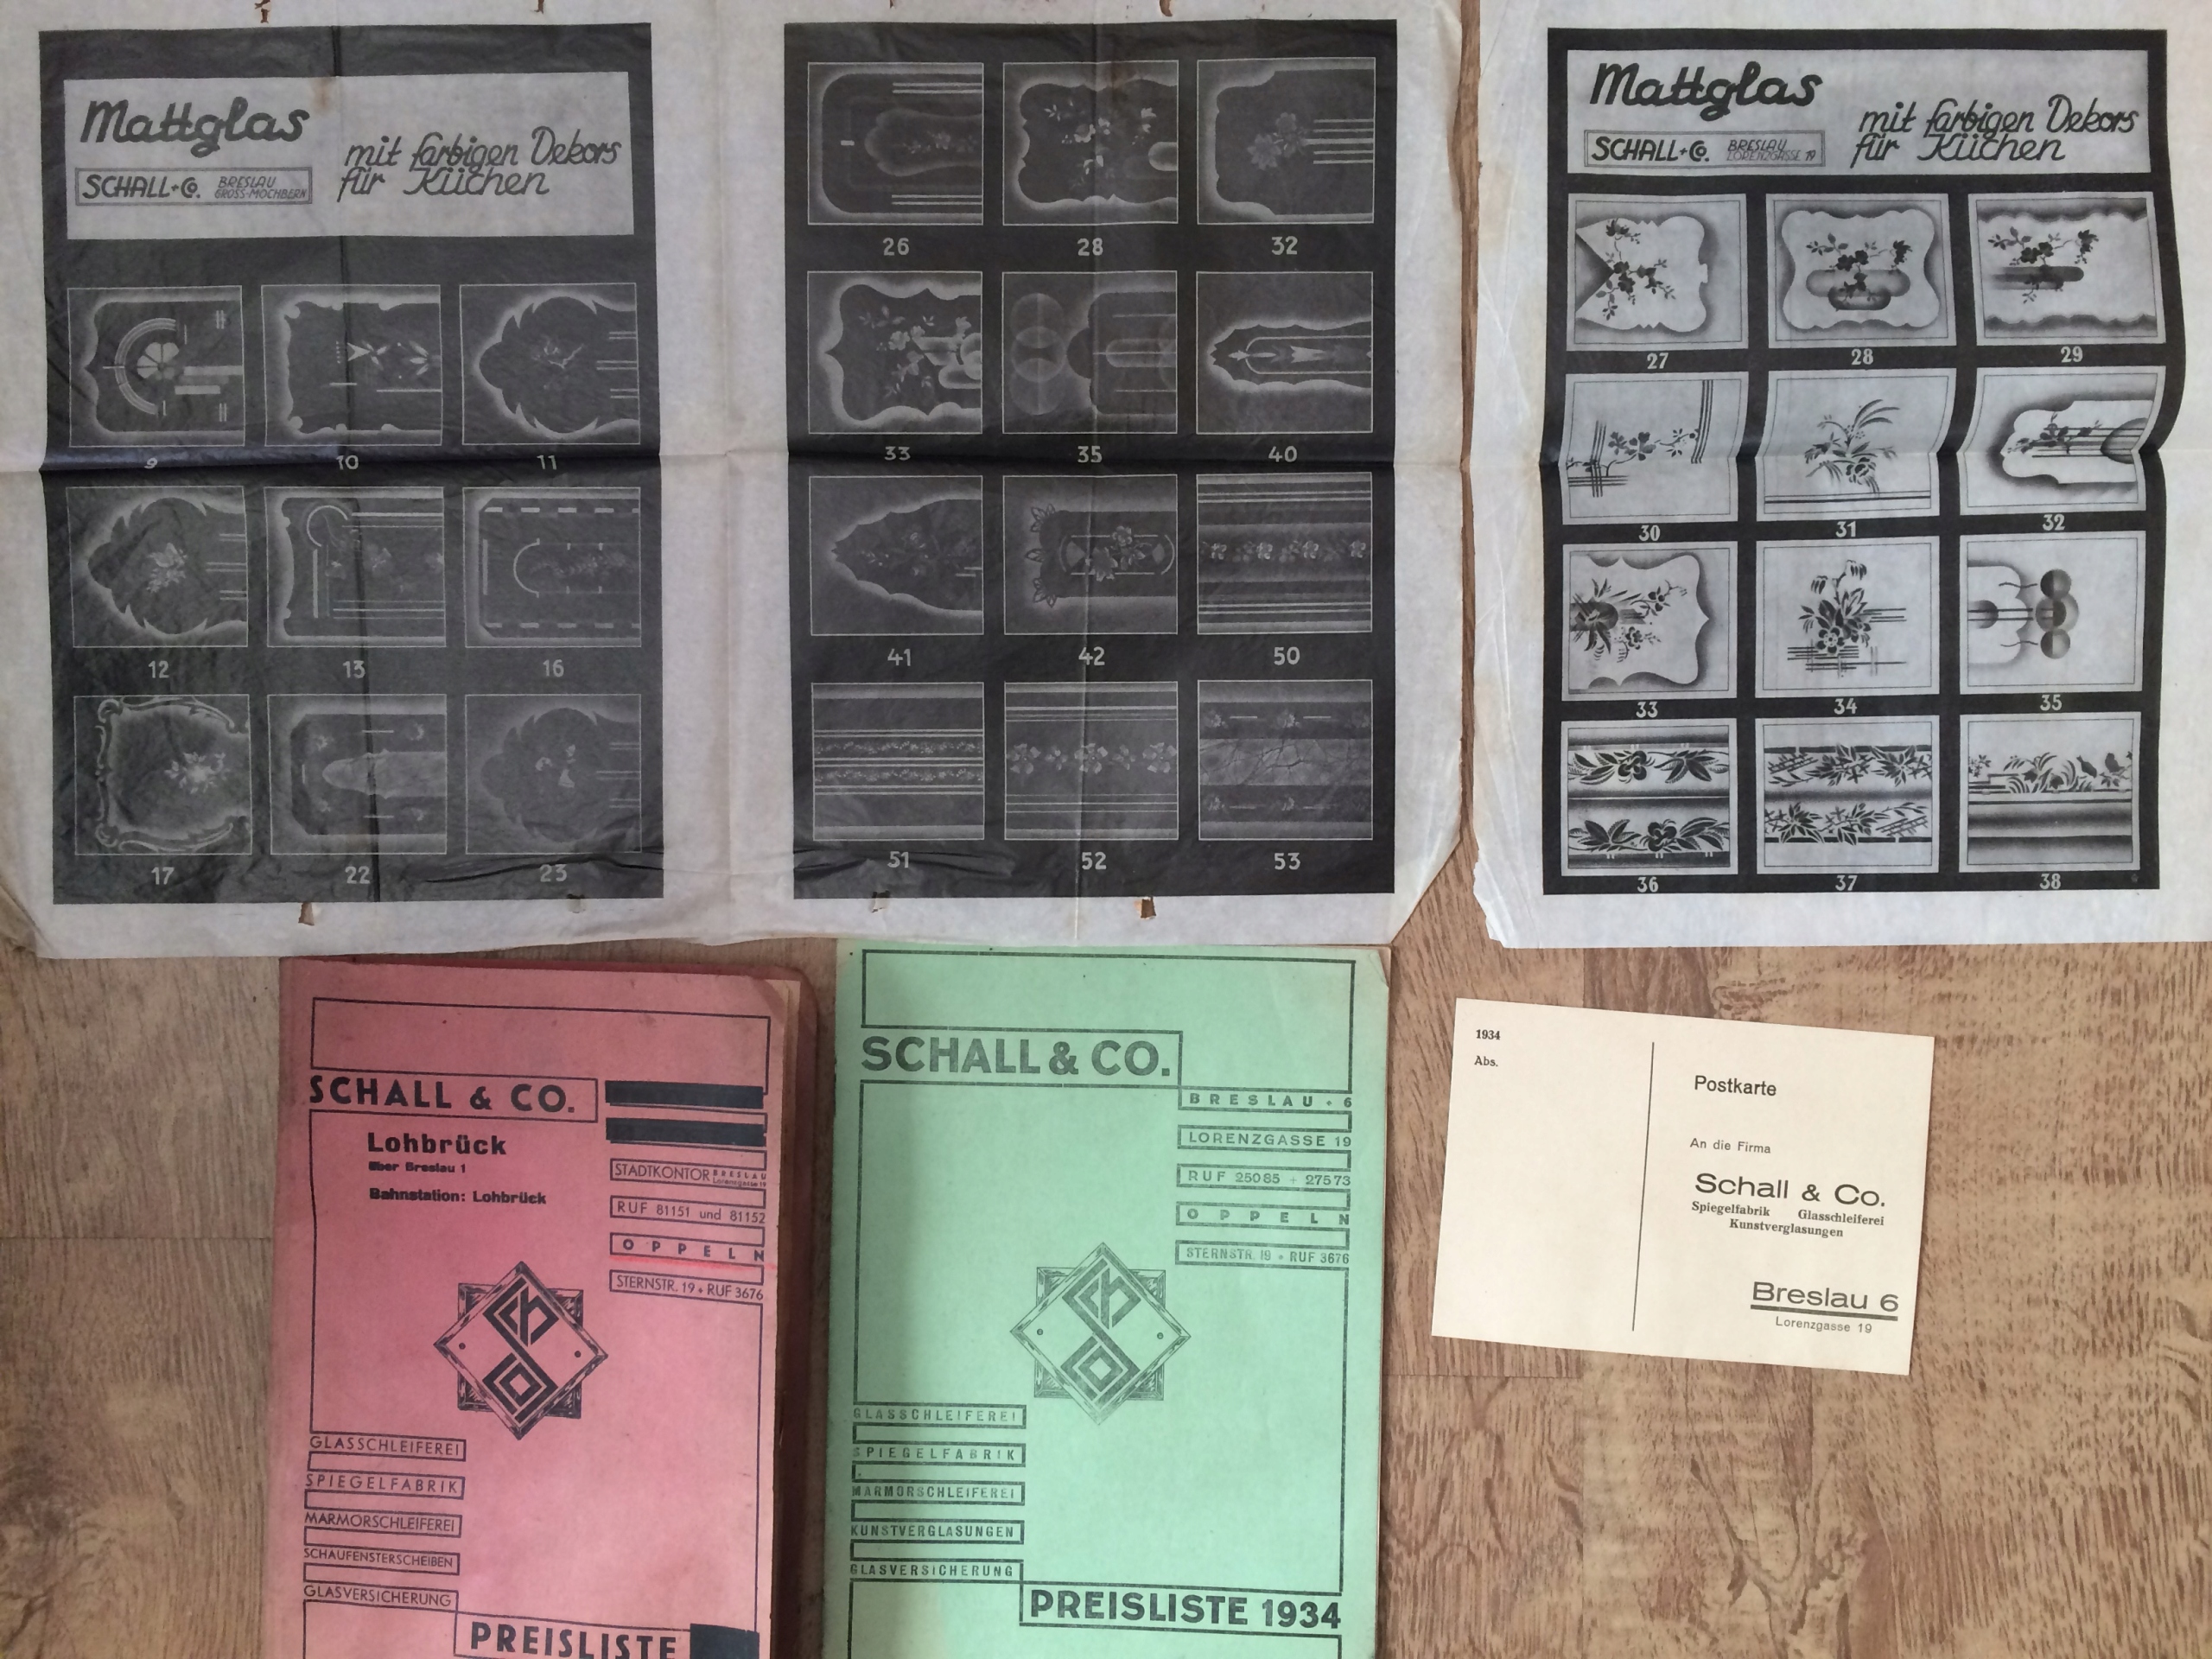 Mattglas
mit farbigen Dekors
für Küchen
SCHALL + Co. BRESLAU
GROSS-MOCHBERN
9 10 11
12 13 16
17 22 23
26 28 32
33 35 40
41 42 50
51 52 53
Mattglas
mit farbigen Dekors
für Küchen
SCHALL + Co. BRESLAU
LORENZGASSE 19
27 28 29
30 31 32
33 34 35
36 37 38
SCHALL & CO.
Lohbrück
über Breslau 1
Bahnstation: Lohbrück
STADTKONTOR BRESLAU
Lorenzgasse 19
RUF 81151 und 81152
OPPELN
STERNSTR. 19 • RUF 3676
GLASSCHLEIFEREI
SPIEGELFABRIK
MARMORSCHLEIFEREI
SCHAUFENSTERSCHEIBEN
GLASVERSICHERUNG
PREISLISTE
SCHALL & CO.
BRESLAU • 6
LORENZGASSE 19
RUF 25085 + 27573
OPPELN
STERNSTR. 19 • RUF 3676
GLASSCHLEIFEREI
SPIEGELFABRIK
MARMORSCHLEIFEREI
KUNSTVERGLASUNGEN
GLASVERSICHERUNG
PREISLISTE 1934
1934
Abs.
Postkarte
An die Firma
Schall & Co.
Spiegelfabrik Glasschleiferei
Kunstverglasungen
Breslau 6
Lorenzgasse 19